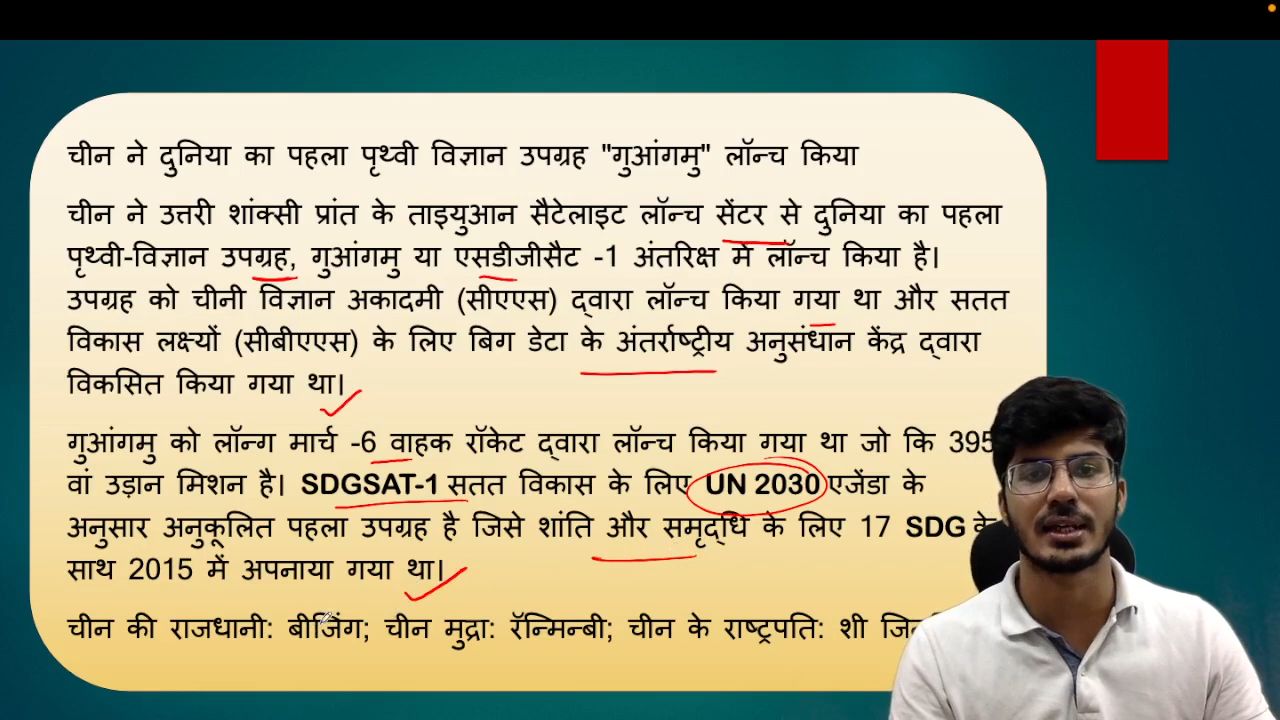 चीन ने दुनिया का पहला पृथ्वी विज्ञान उपग्रह "गुआंगमु" लॉन्च किया
चीन ने उत्तरी शांक्सी प्रांत के ताइयुआन सैटेलाइट लॉन्च सेंटर से दुनिया का पहला
पृथ्वी-विज्ञान उपग्रह, गुआंगमु या एसडीजीसैट -1 अंतरिक्ष में लॉन्च किया है।
उपग्रह को चीनी विज्ञान अकादमी (सीएएस) द्वारा लॉन्च किया गया था और सतत
विकास लक्ष्यों (सीबीएएस) के लिए बिग डेटा के अंतर्राष्ट्रीय अनुसंधान केंद्र द्वारा
विकसित किया गया था।
गुआंगमु को लॉन्ग मार्च -6 वाहक रॉकेट द्वारा लॉन्च किया गया था जो कि 395
वां उड़ान मिशन है। SDGSAT-1 सतत विकास के लिए UN 2030 एजेंडा के
अनुसार अनुकूलित पहला उपग्रह है जिसे शांति और समृद्धि के लिए 17 SDG के
साथ 2015 में अपनाया गया था।
चीन की राजधानी: बीजिंग; चीन मुद्रा: रॅन्मिन्बी; चीन के राष्ट्रपति: शी